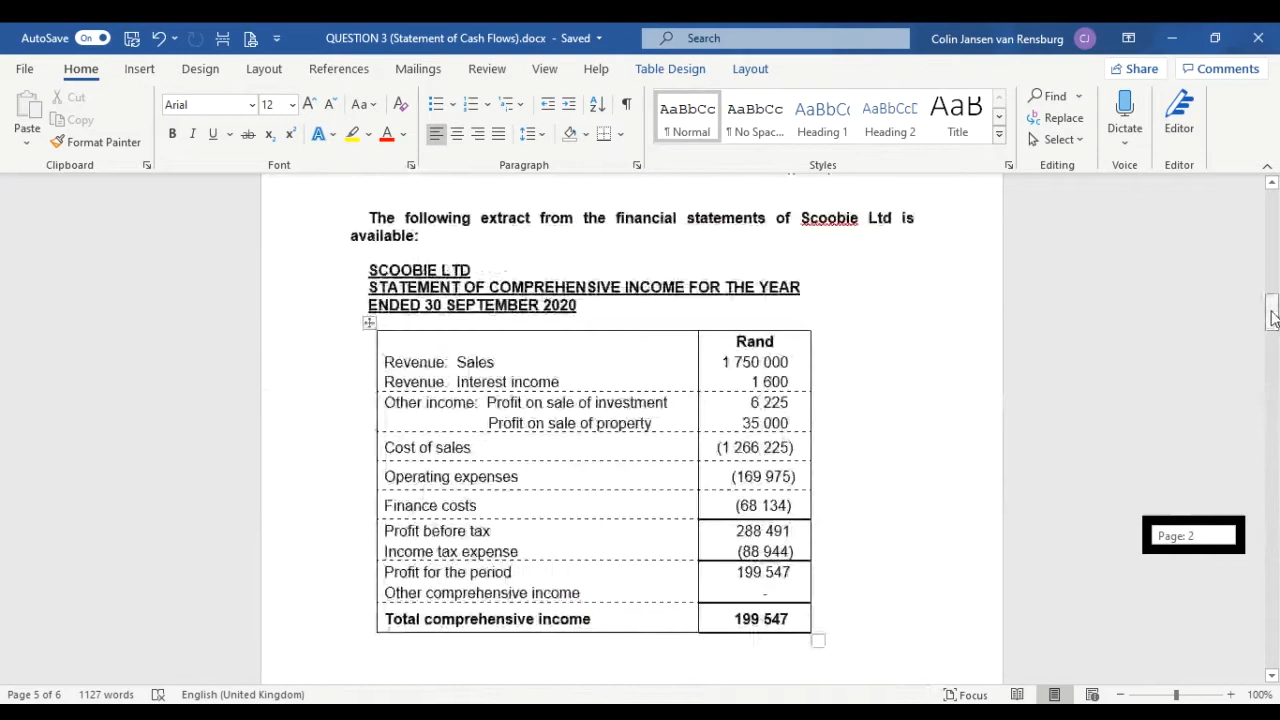 AutoSave On QUESTION 3 (Statement of Cash Flows).docx - Saved Search Colin Jansen van Rensburg CJ
File Home Insert Design Layout References Mailings Review View Help Table Design Layout Share Comments
Paste Cut Copy Format Painter
Arial 12
AaBbCc AaBbCc AaBbCc AaBbCcD AaB
¶ Normal ¶ No Spac... Heading 1 Heading 2 Title
Find Replace Select Dictate Editor
Clipboard Font Paragraph Styles Editing Voice Editor
The following extract from the financial statements of Scoobie Ltd is
available:
SCOOBIE LTD
STATEMENT OF COMPREHENSIVE INCOME FOR THE YEAR
ENDED 30 SEPTEMBER 2020
Rand
Revenue: Sales 1 750 000
Revenue: Interest income 1 600
Other income: Profit on sale of investment 6 225
Profit on sale of property 35 000
Cost of sales (1 266 225)
Operating expenses (169 975)
Finance costs (68 134)
Profit before tax 288 491
Income tax expense (88 944)
Profit for the period 199 547
Other comprehensive income -
Total comprehensive income 199 547
Page: 2
Page 5 of 6 1127 words English (United Kingdom) Focus 100%